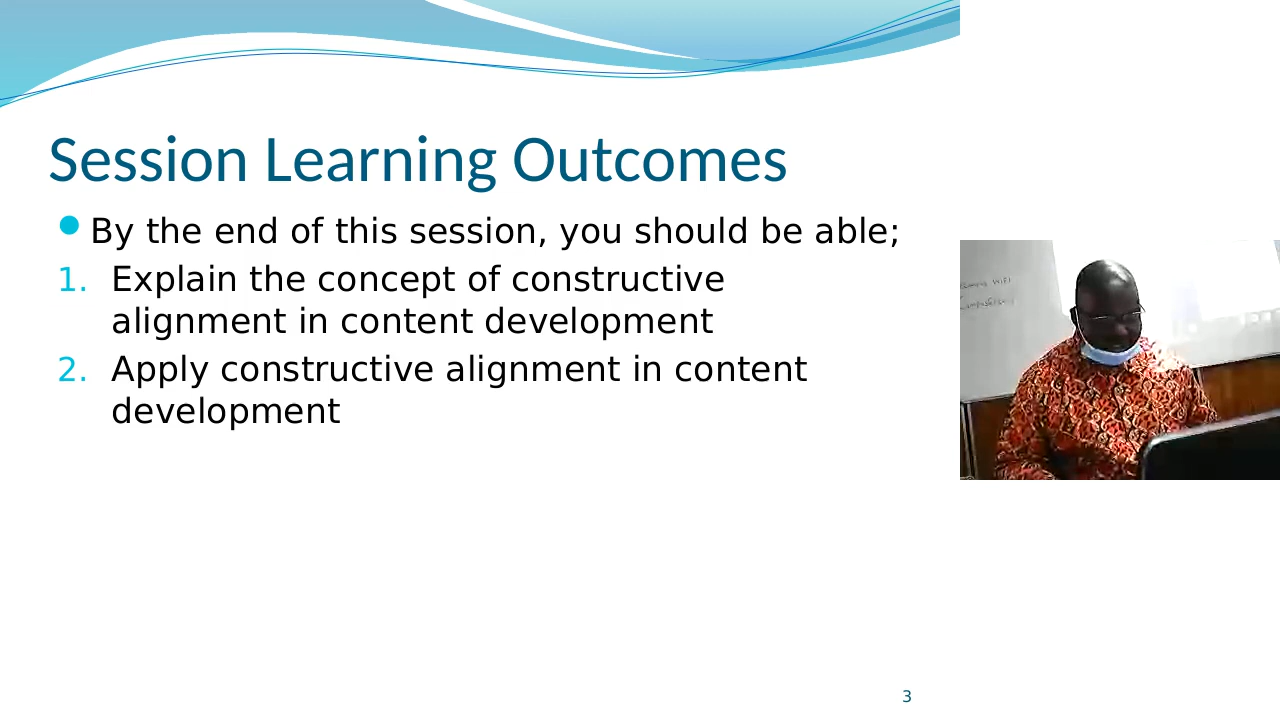 Session Learning Outcomes
By the end of this session, you should be able;
1. Explain the concept of constructive
alignment in content development
2. Apply constructive alignment in content
development
3